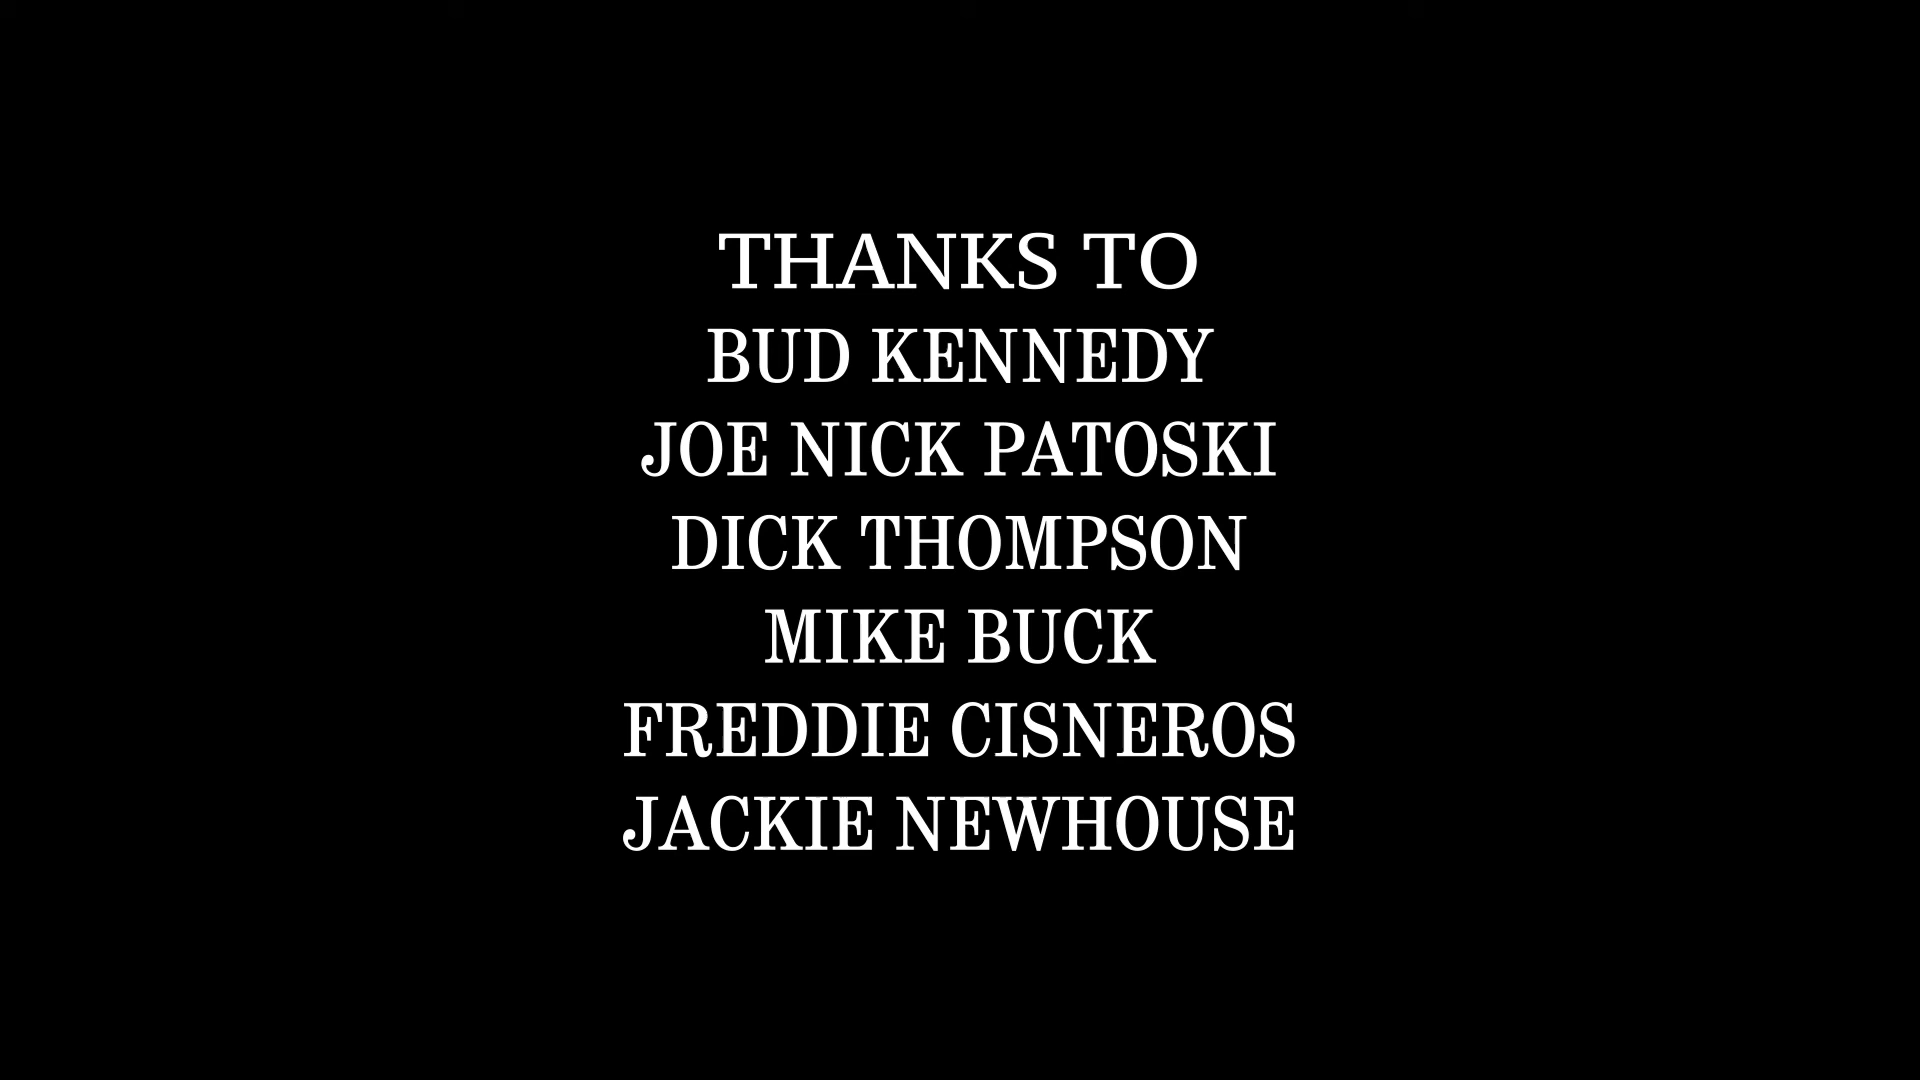 THANKS TO
BUD KENNEDY
JOE NICK PATOSKI
DICK THOMPSON
MIKE BUCK
FREDDIE CISNEROS
JACKIE NEWHOUSE